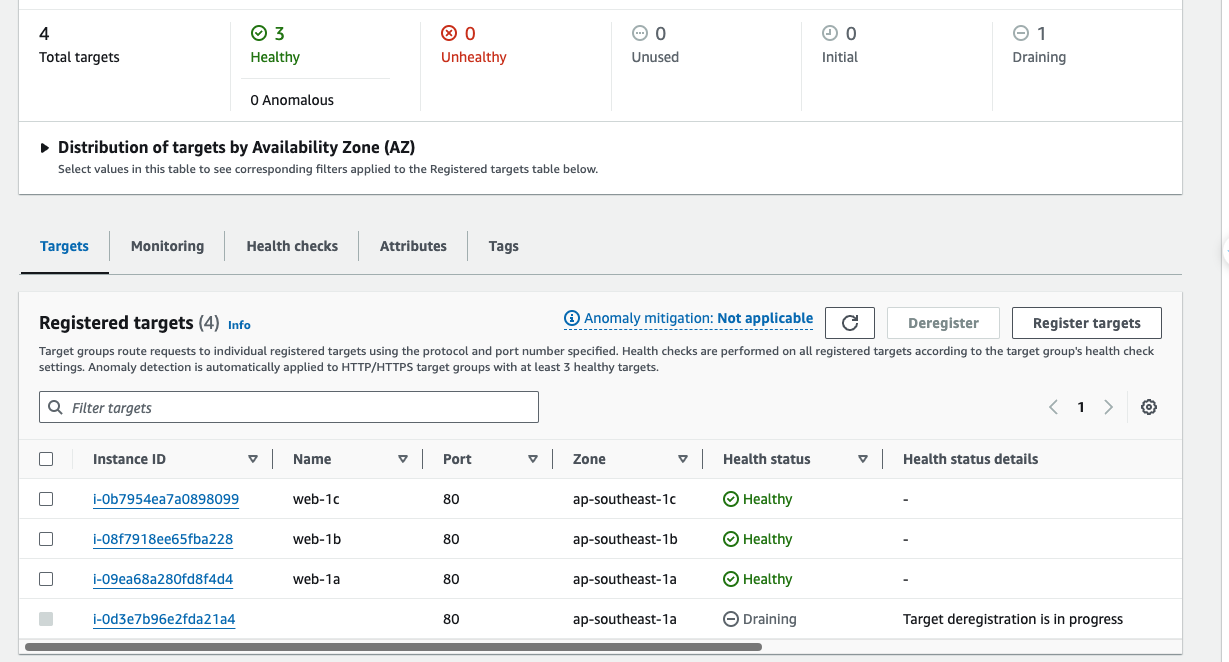 4
Total targets
3
Healthy
0 Anomalous
0
Unhealthy
0
Unused
0
Initial
1
Draining
Distribution of targets by Availability Zone (AZ)
Select values in this table to see corresponding filters applied to the Registered targets table below.
Targets Monitoring Health checks Attributes Tags
Registered targets (4) Info
Anomaly mitigation: Not applicable
Deregister
Register targets
Target groups route requests to individual registered targets using the protocol and port number specified. Health checks are performed on all registered targets according to the target group's health check
settings. Anomaly detection is automatically applied to HTTP/HTTPS target groups with at least 3 healthy targets.
Filter targets
1
Instance ID Name Port Zone Health status Health status details
i-0b7954ea7a0898099 web-1c 80 ap-southeast-1c Healthy -
i-08f7918ee65fba228 web-1b 80 ap-southeast-1b Healthy -
i-09ea68a280fd8f4d4 web-1a 80 ap-southeast-1a Healthy -
i-0d3e7b96e2fda21a4 80 ap-southeast-1a Draining Target deregistration is in progress